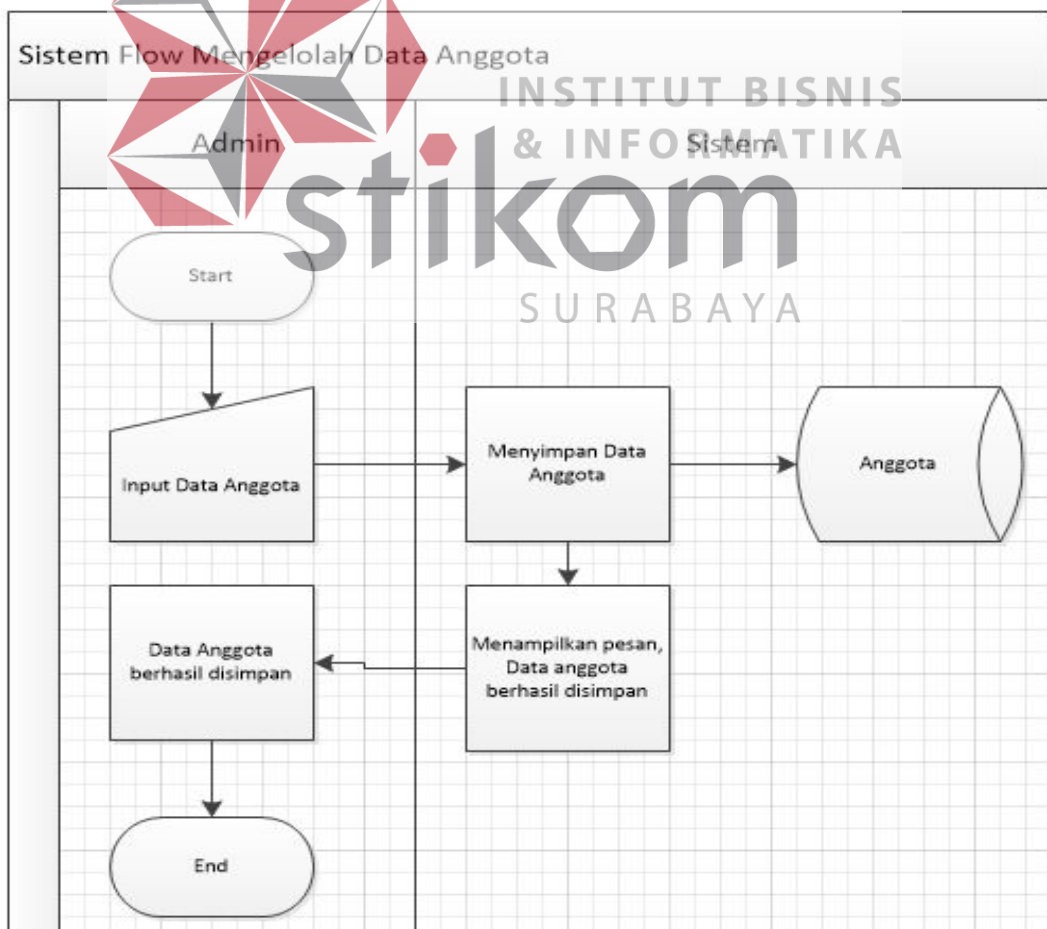 Sistem Flow Mengelolah Data Anggota
INSTITUT BISNIS
& INFORMATIKA
stikom
SURABAYA
Admin
Sistem
Start
Input Data Anggota
Menyimpan Data
Anggota
Anggota
Data Anggota
berhasil disimpan
Menampilkan pesan,
Data anggota
berhasil disimpan
End